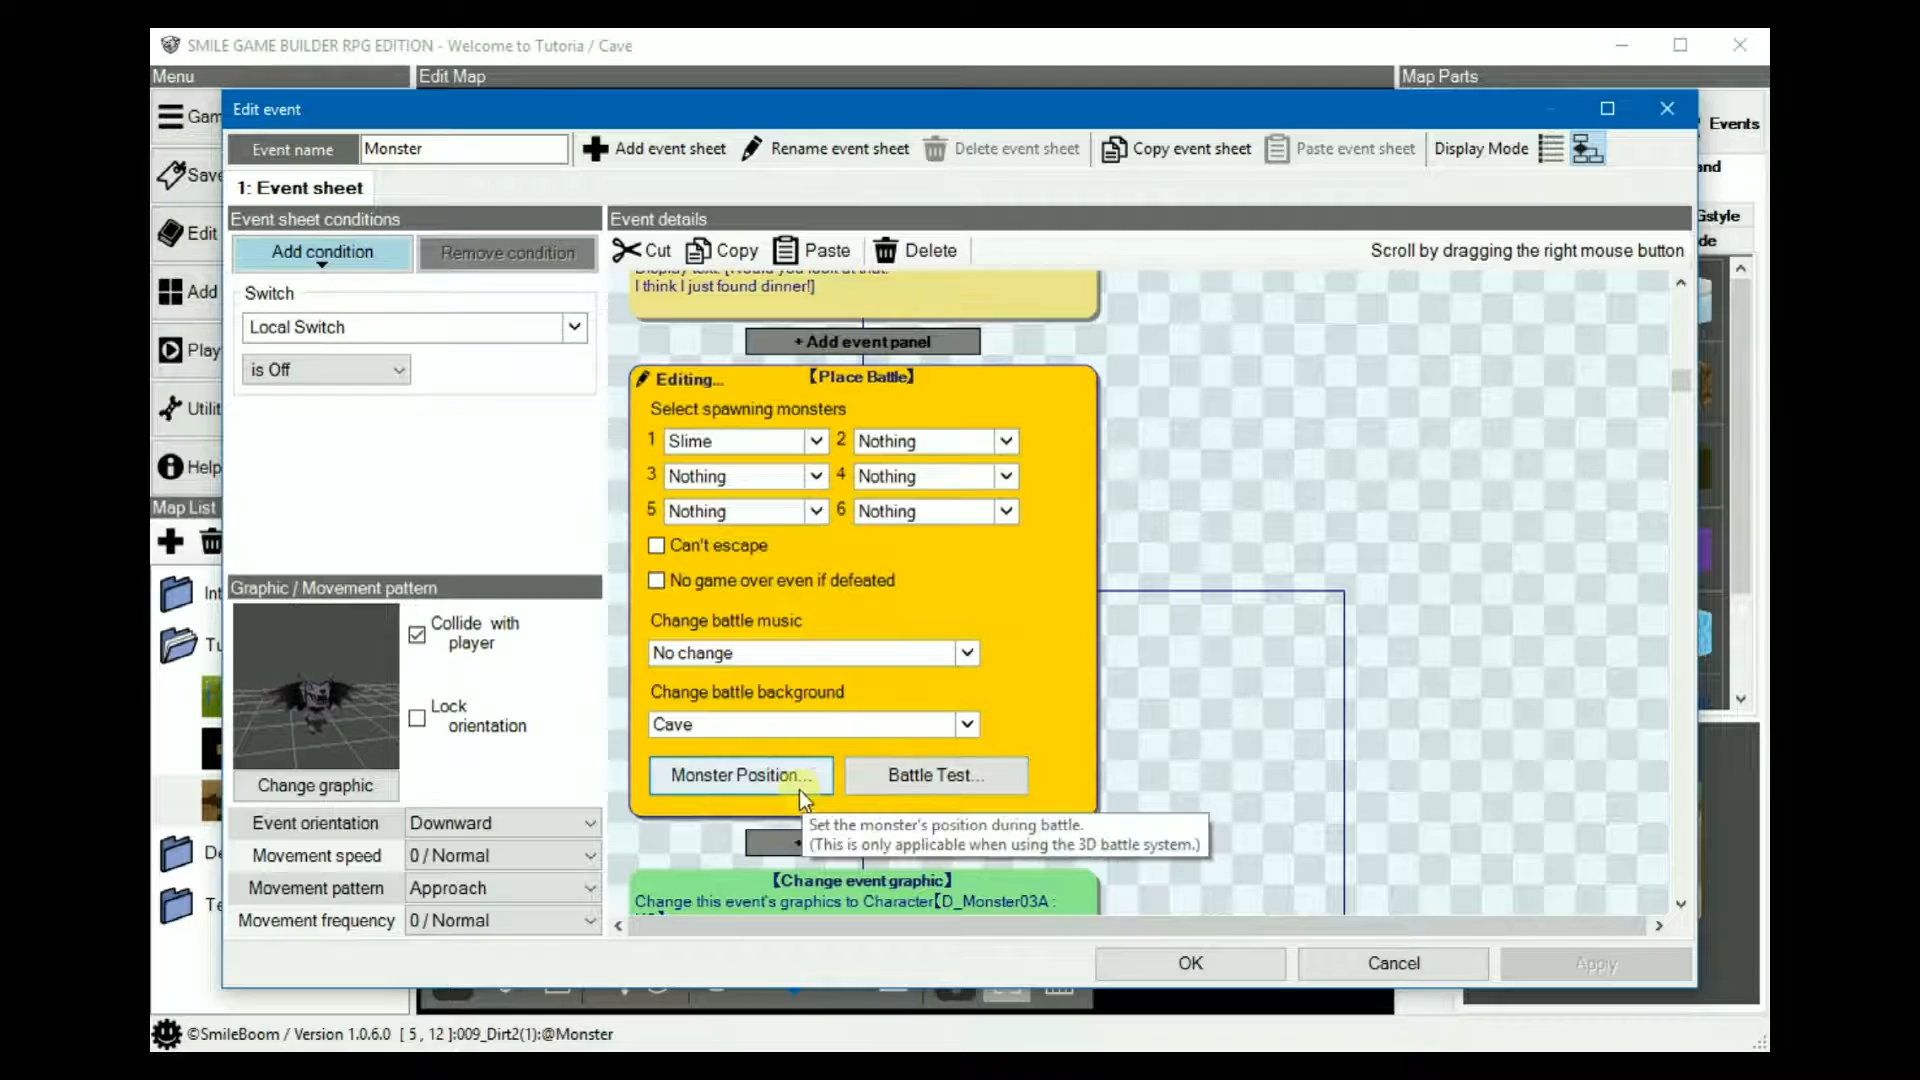 SMILE GAME BUILDER RPG EDITION - Welcome to Tutoria / Cave
Menu
Edit Map
Map Parts
Edit event
Event name
Monster
Add event sheet
Rename event sheet
Delete event sheet
Copy event sheet
Paste event sheet
Display Mode
Events
1: Event sheet
Event sheet conditions
Add condition
Remove condition
Switch
Local Switch
is Off
Event details
Cut
Copy
Paste
Delete
Scroll by dragging the right mouse button
I think I just found dinner!]
+ Add event panel
Editing...
【Place Battle】
Select spawning monsters
1 Slime 2 Nothing
3 Nothing 4 Nothing
5 Nothing 6 Nothing
Can't escape
No game over even if defeated
Change battle music
No change
Change battle background
Cave
Monster Position...
Battle Test...
Set the monster's position during battle.
(This is only applicable when using the 3D battle system.)
【Change event graphic】
Change this event's graphics to Character【D_Monster03A :
Graphic / Movement pattern
Collide with
player
Lock
orientation
Change graphic
Event orientation Downward
Movement speed 0 / Normal
Movement pattern Approach
Movement frequency 0 / Normal
OK
Cancel
Apply
Edit
Add
Play
Help
Map List
©SmileBoom / Version 1.0.6.0 [ 5 , 12 ]:009_Dirt2(1):@Monster